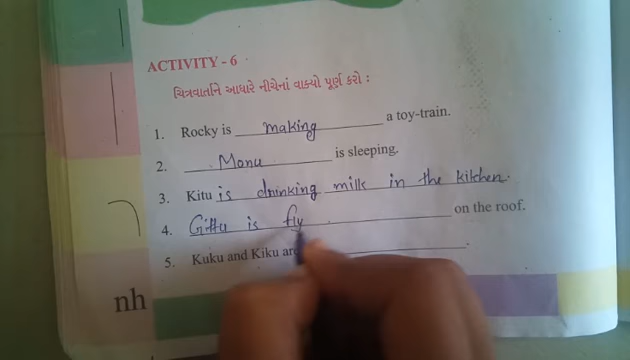 ACTIVITY - 6
ચિત્રવાર્તાને આધારે નીચેનાં વાક્યો પૂર્ણ કરો :
1. Rocky is making a toy-train.
2. Monu is sleeping.
3. Kitu is drinking milk in the kitchen.
4. Gittu is fly on the roof.
5. Kuku and Kiku are .
nh